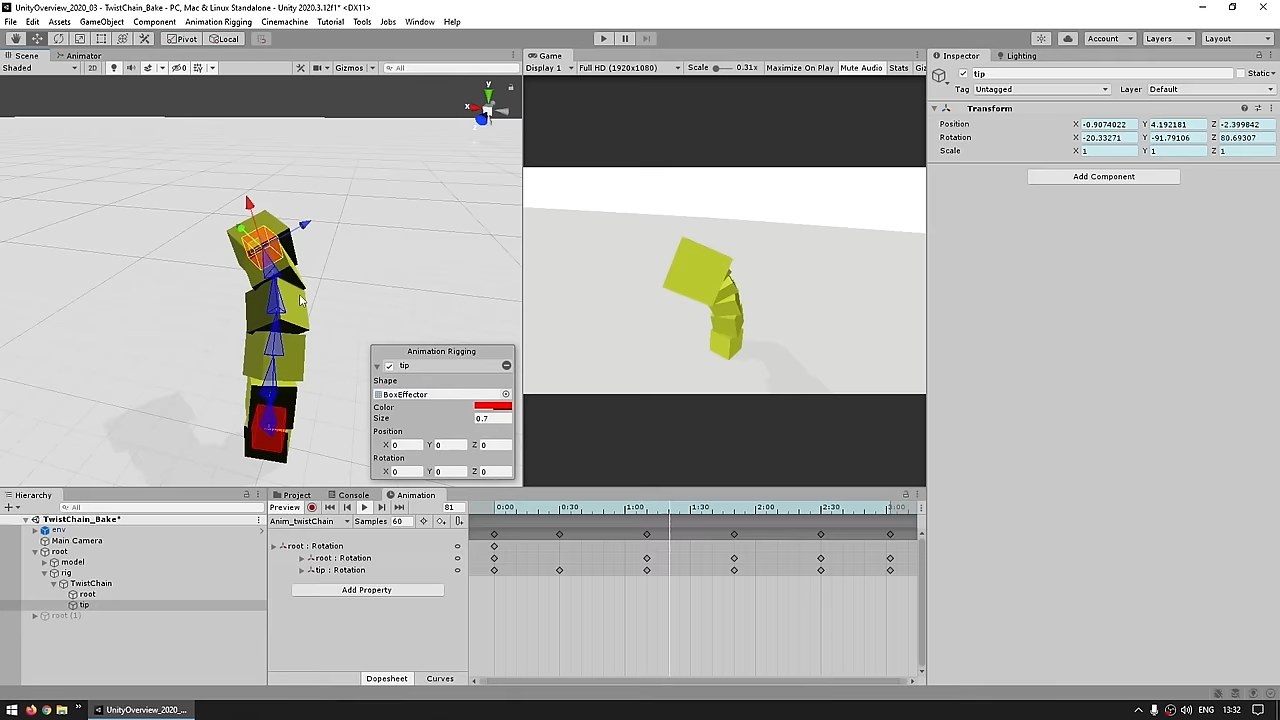 UnityOverview_2020_03 - TwistChain_Bake - PC, Mac & Linux Standalone - Unity 2020.3.12f1* <DX11>
File Edit Assets GameObject Component Animation Rigging Cinemachine Tutorial Tools Jobs Window Help
Pivot Local Account Layers Layout
Scene Animator
Shaded 2D 0 Gizmos All
y
x
z
Game
Display 1 Full HD (1920x1080) Scale 0.31x Maximize On Play Mute Audio Stats Giz
Inspector Lighting
tip Static
Tag Untagged Layer Default
Transform
Position X -0.9074022 Y 4.192181 Z -2.399842
Rotation X -20.33271 Y -91.79106 Z 80.69307
Scale X 1 Y 1 Z 1
Add Component
Animation Rigging
tip
Shape
BoxEffector
Color
Size 0.7
Position
X 0 Y 0 Z 0
Rotation
X 0 Y 0 Z 0
Hierarchy
All
TwistChain_Bake*
env
Main Camera
root
model
rig
TwistChain
root
tip
root (1)
Project Console Animation
Preview 81 0:00 0:30 1:00 1:30 2:00 2:30 3:00
Anim_twistChain Samples 60
root : Rotation
root : Rotation
tip : Rotation
Add Property
Dopesheet Curves
UnityOverview_2020_... ENG 13:32